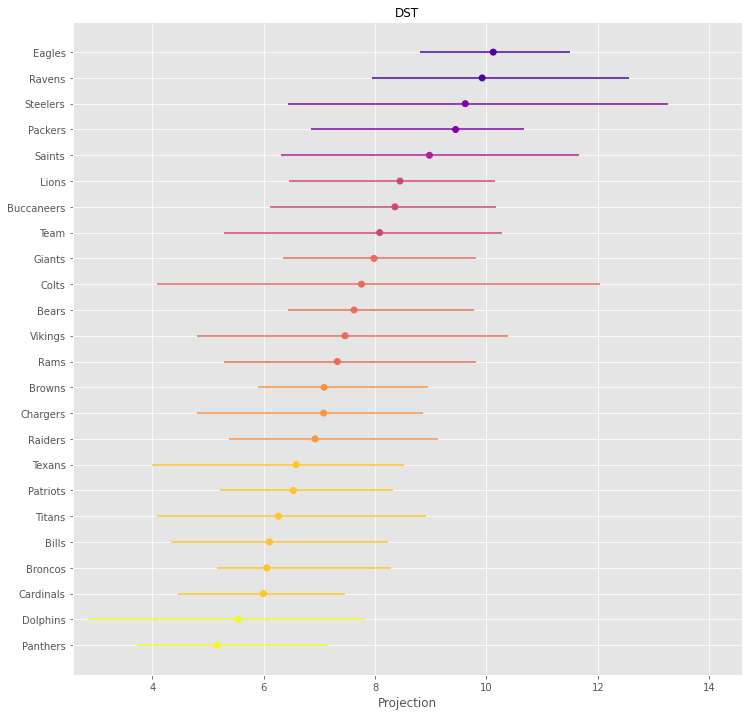 DST
Eagles
Ravens
Steelers
Packers
Saints
Lions
Buccaneers
Team
Giants
Colts
Bears
Vikings
Rams
Browns
Chargers
Raiders
Texans
Patriots
Titans
Bills
Broncos
Cardinals
Dolphins
Panthers
4 6 8 10 12 14
Projection